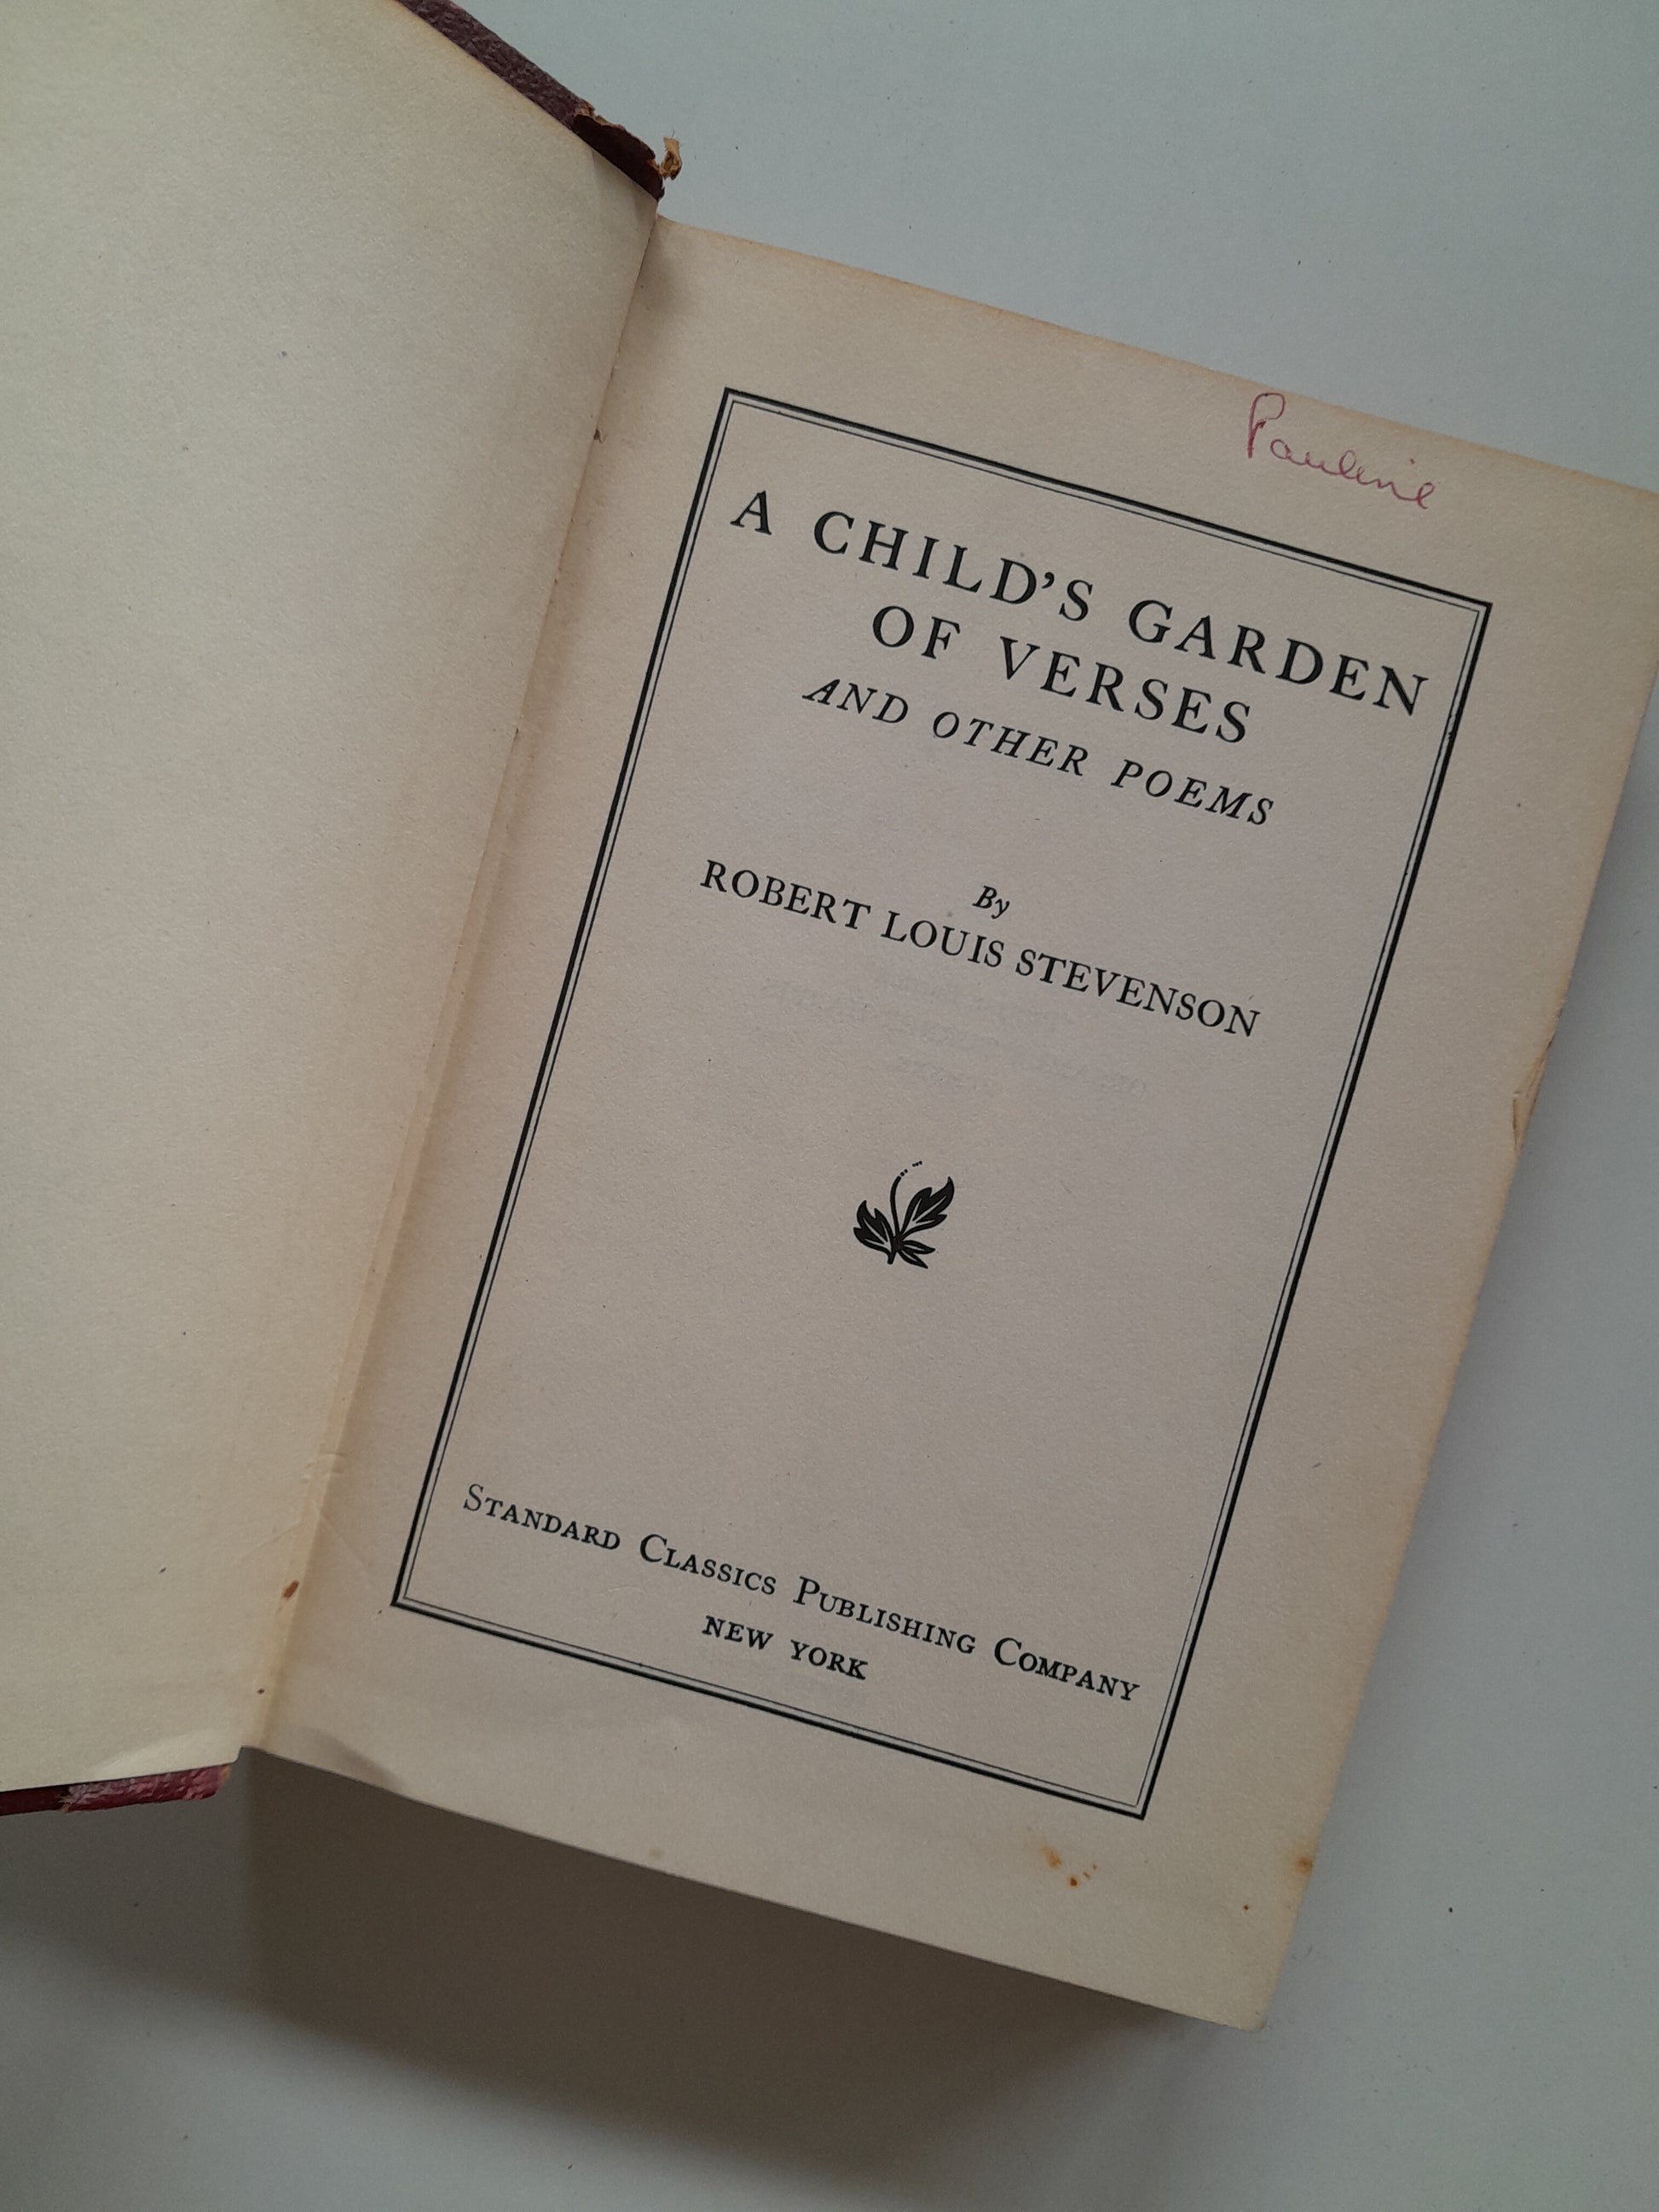 Pauline
A CHILD'S GARDEN
OF VERSES
AND OTHER POEMS
By
ROBERT LOUIS STEVENSON
STANDARD CLASSICS PUBLISHING COMPANY
NEW YORK